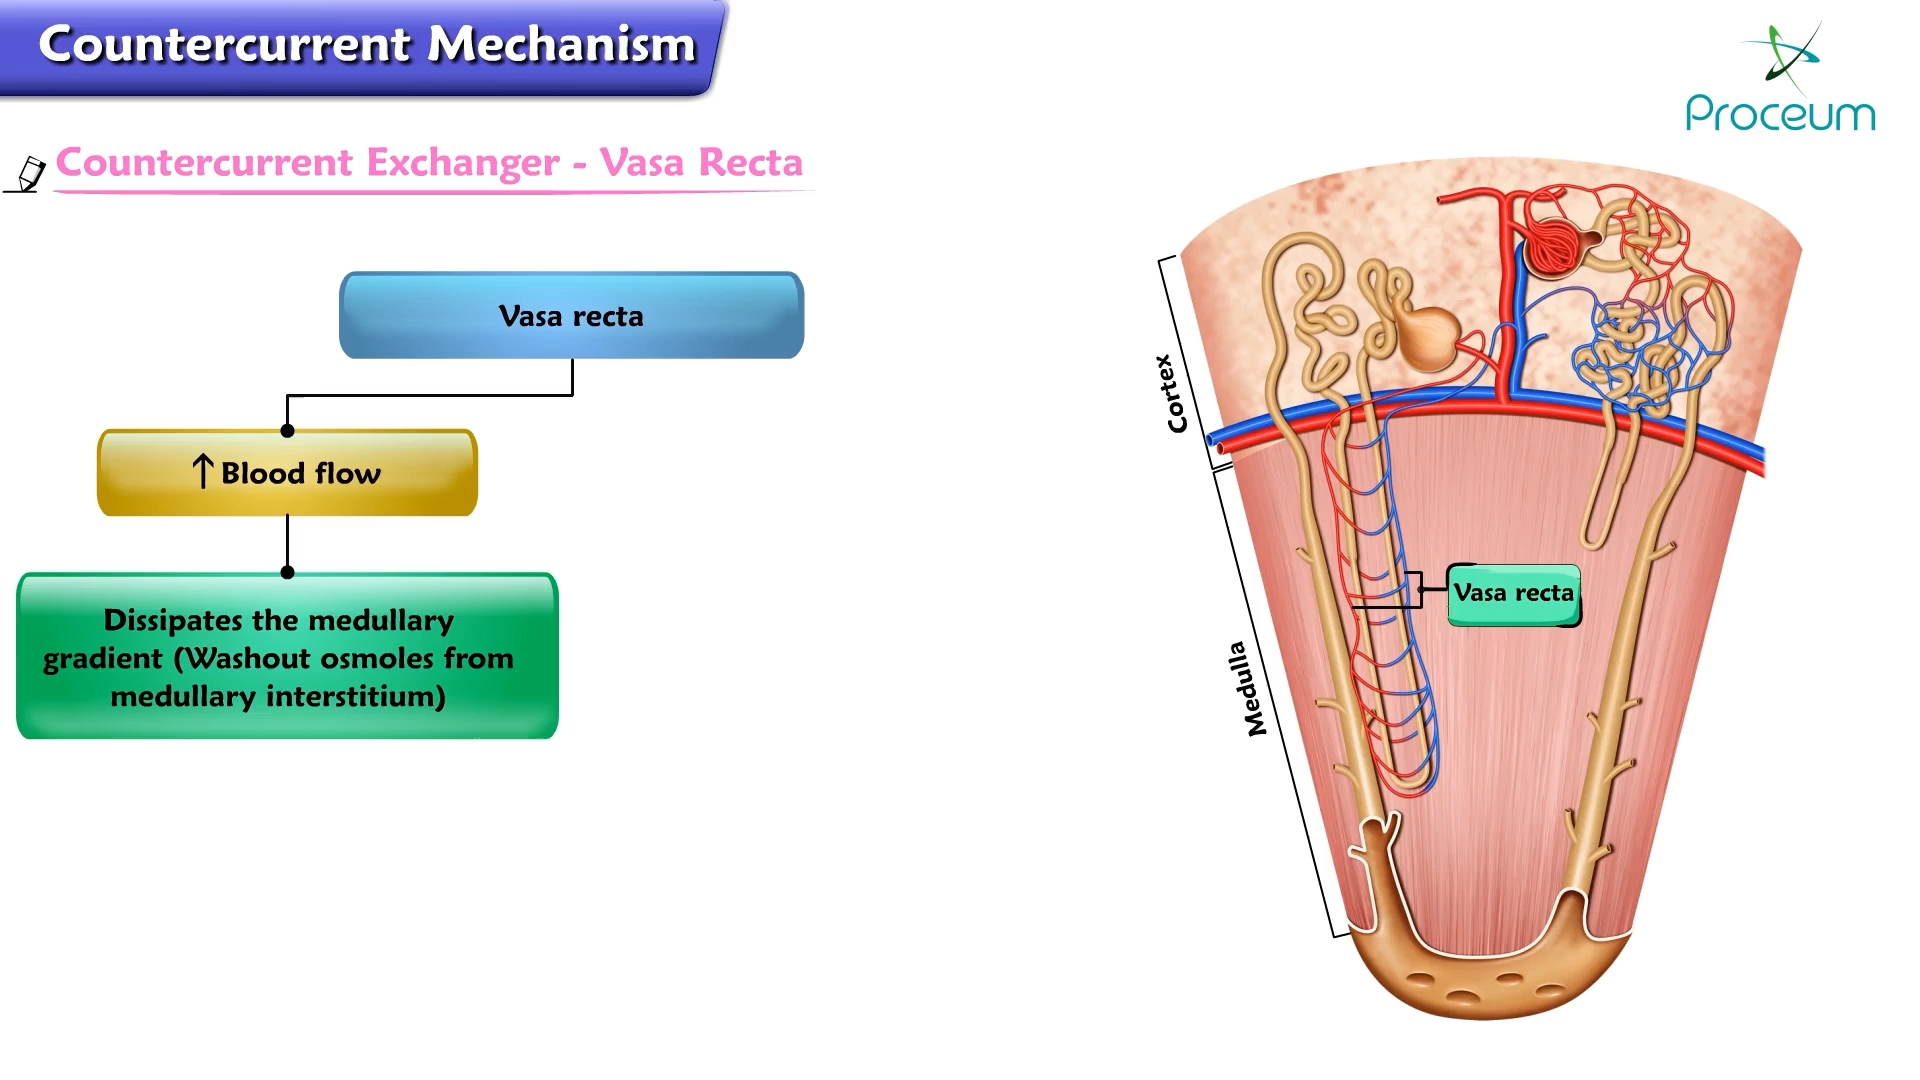 Countercurrent Mechanism
Proceum
Countercurrent Exchanger - Vasa Recta
Vasa recta
↑ Blood flow
Dissipates the medullary
gradient (Washout osmoles from
medullary interstitium)
Cortex
Medulla
Vasa recta